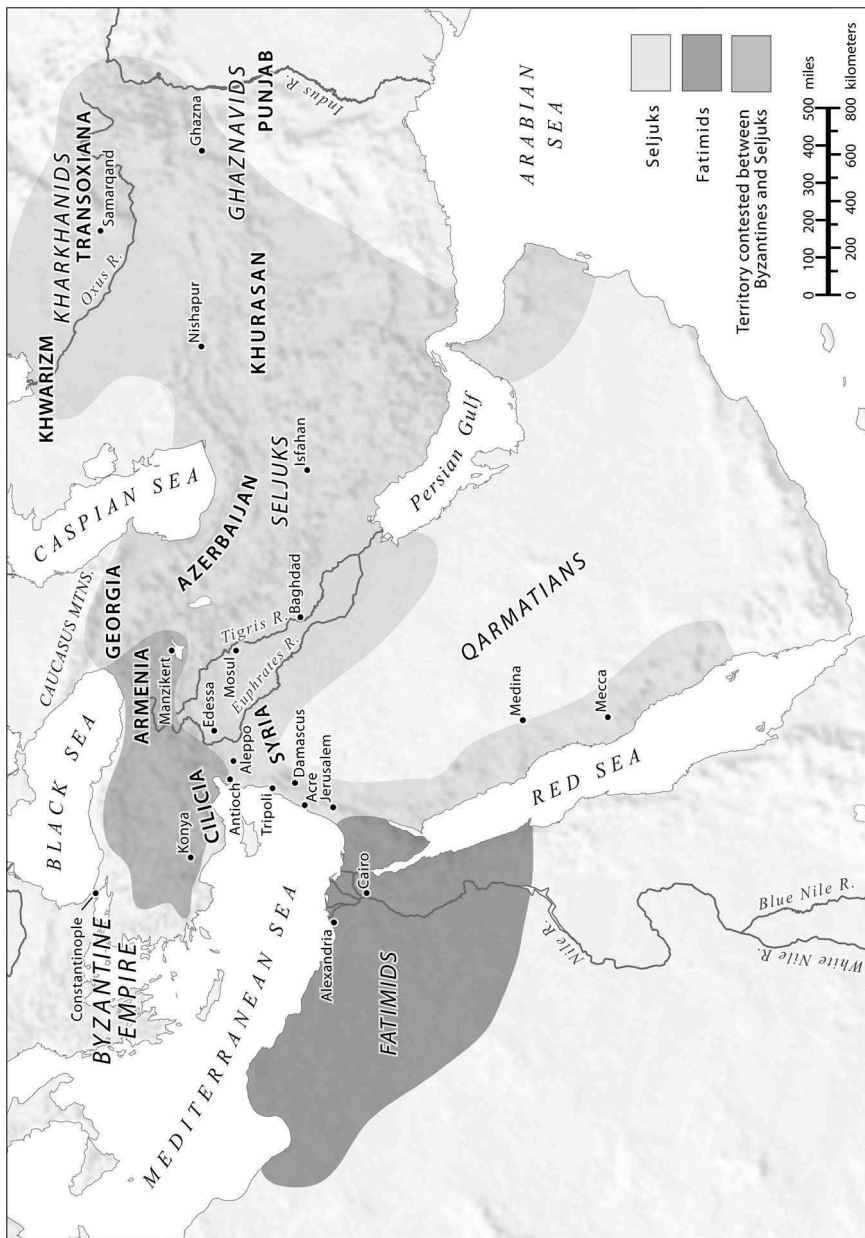 BLACK SEA
CAUCASUS MTNS.
CASPIAN SEA
KHWARIZM
KHARKHANIDS
TRANSOXIANA
Samarqand
Oxus R.
Constantinople
BYZANTINE
EMPIRE
Konya
CILICIA
ARMENIA
Manzikert
GEORGIA
AZERBAIJAN
Nishapur
Ghazna
GHAZNAVIDS
PUNJAB
Indus R.
KHURASAN
SELJUKS
Isfahan
Edessa
Mosul
Tigris R.
Euphrates R.
Baghdad
Antioch
Aleppo
SYRIA
Tripoli
Damascus
Acre
Jerusalem
MEDITERRANEAN SEA
Alexandria
Cairo
FATIMIDS
Nile R.
White Nile R.
Blue Nile R.
RED SEA
Medina
Mecca
QARMATIANS
Persian Gulf
ARABIAN
SEA
Seljuks
Fatimids
Territory contested between
Byzantines and Seljuks
0 100 200 300 400 500 miles
0 200 400 600 800 kilometers